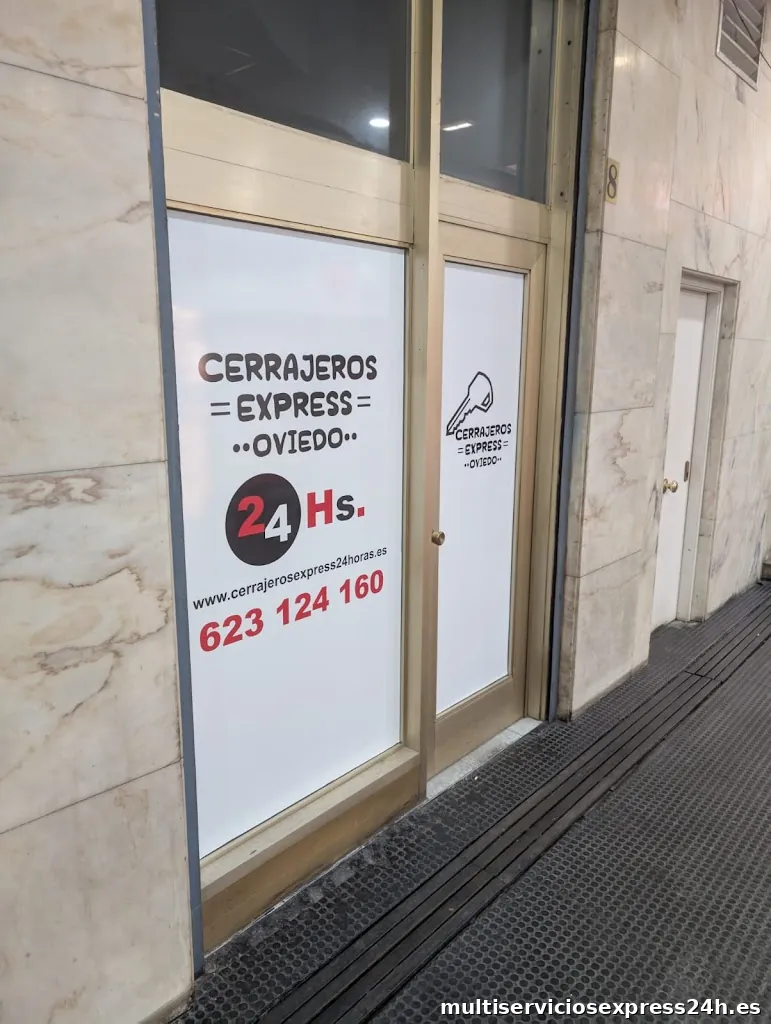 CERRAJEROS
=EXPRESS=
••OVIEDO••
24 Hs.
www.cerrajerosexpress24horas.es
623 124 160
CERRAJEROS
=EXPRESS=
••OVIEDO••
8
multiserviciosexpress24h.es